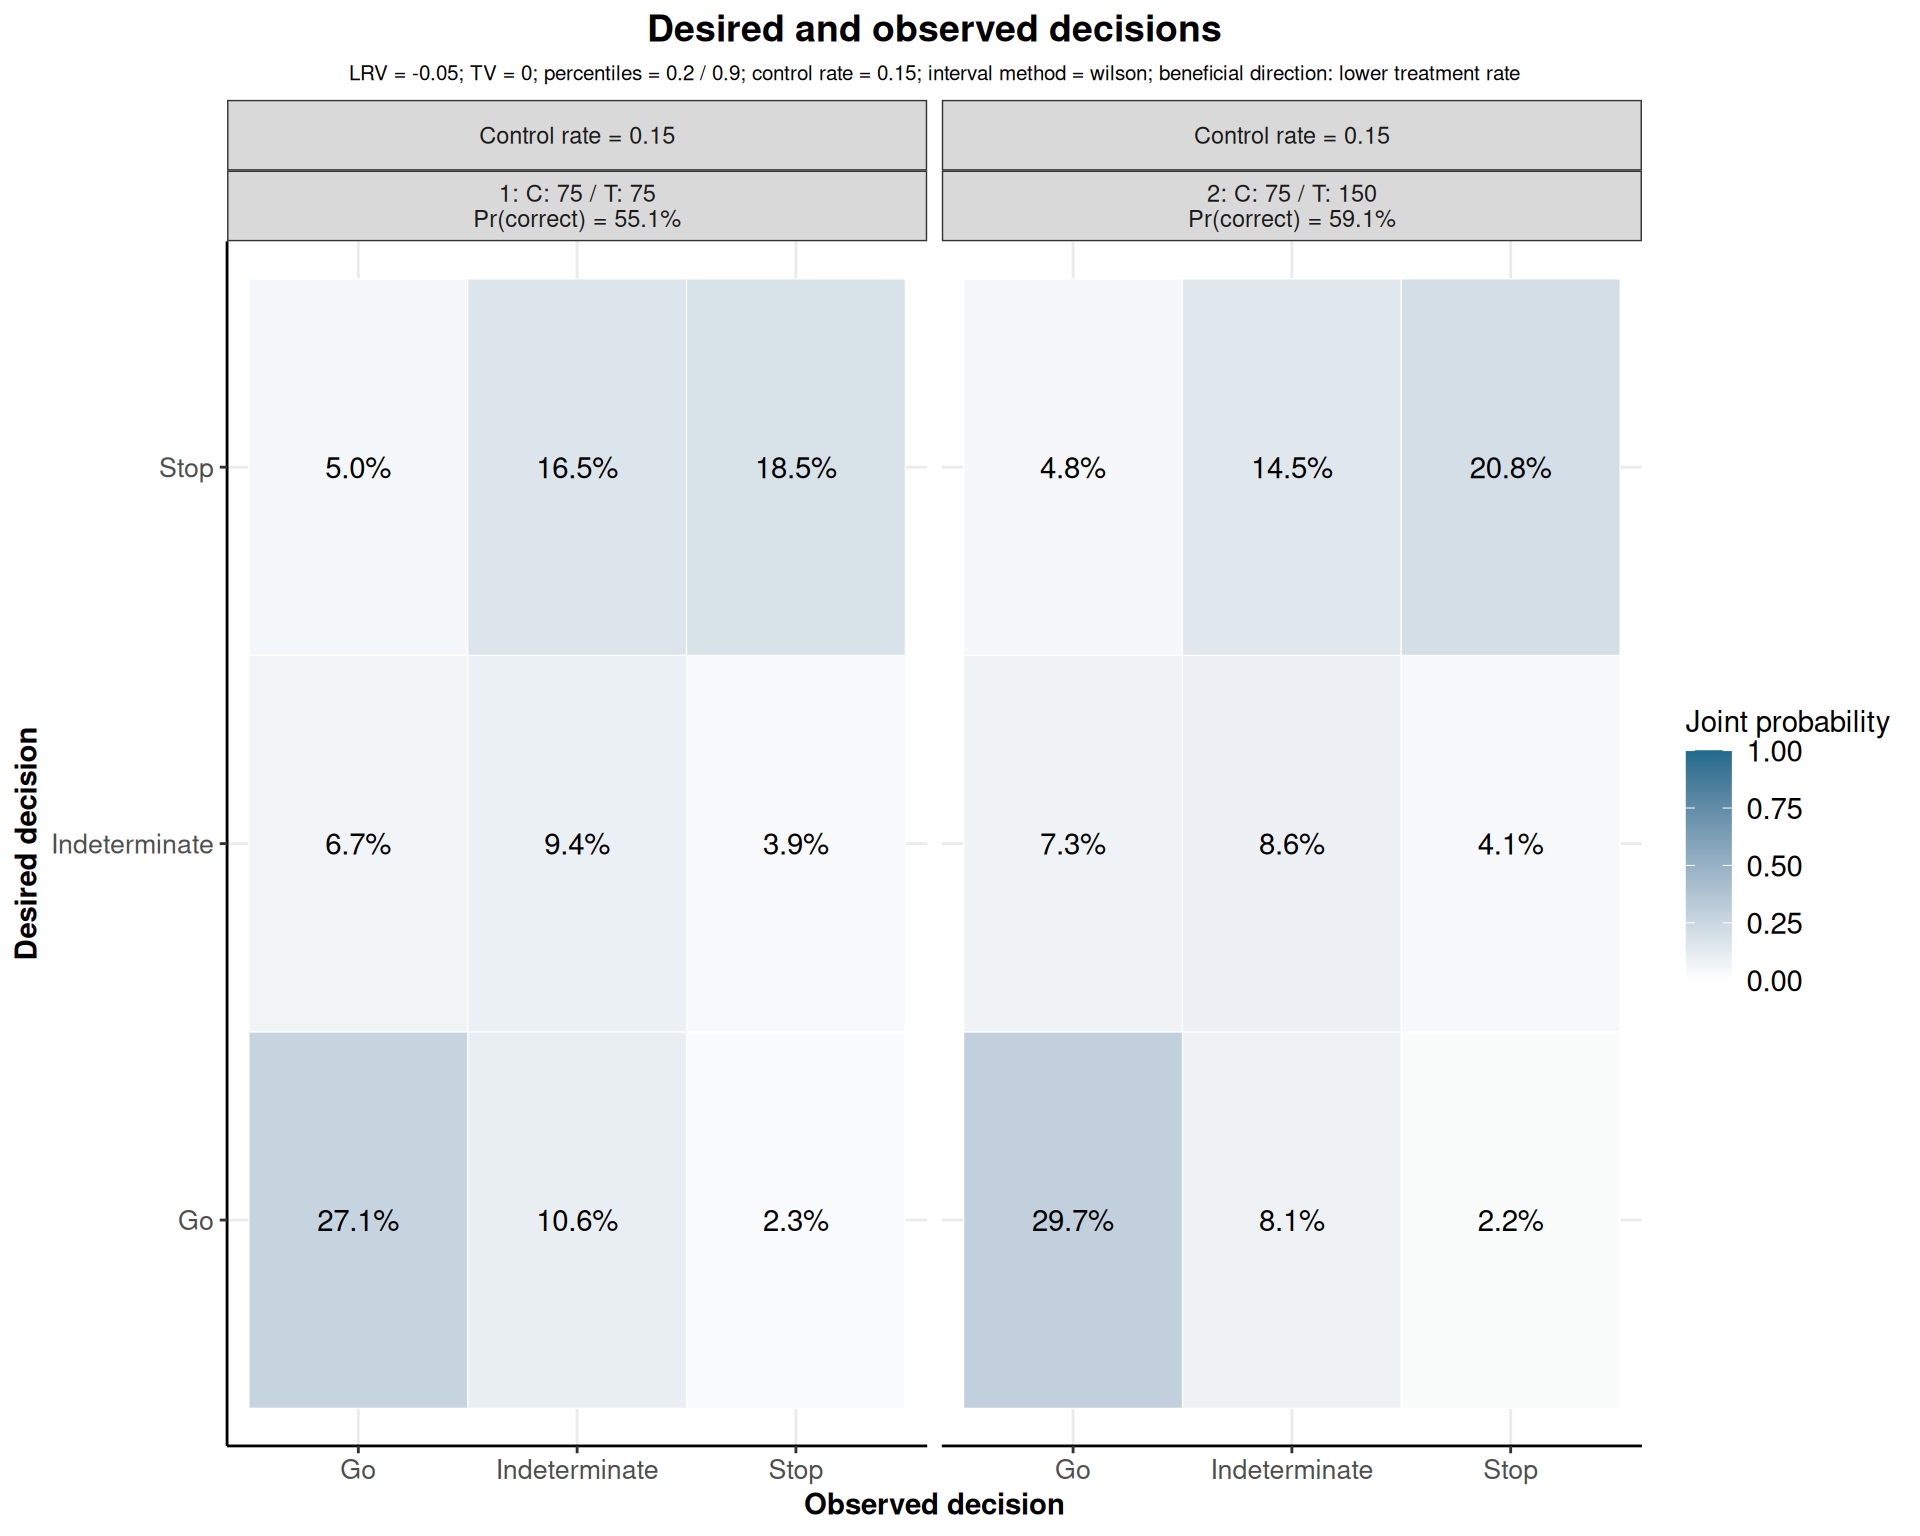 Desired and observed decisions
LRV = -0.05; TV = 0; percentiles = 0.2 / 0.9; control rate = 0.15; interval method = wilson; beneficial direction: lower treatment rate
Control rate = 0.15
Control rate = 0.15
1: C: 75 / T: 75
Pr(correct) = 55.1%
2: C: 75 / T: 150
Pr(correct) = 59.1%
Desired decision
Stop
5.0%
16.5%
18.5%
4.8%
14.5%
20.8%
Indeterminate
6.7%
9.4%
3.9%
7.3%
8.6%
4.1%
Go
27.1%
10.6%
2.3%
29.7%
8.1%
2.2%
Go
Indeterminate
Stop
Go
Indeterminate
Stop
Observed decision
Joint probability
1.00
0.75
0.50
0.25
0.00